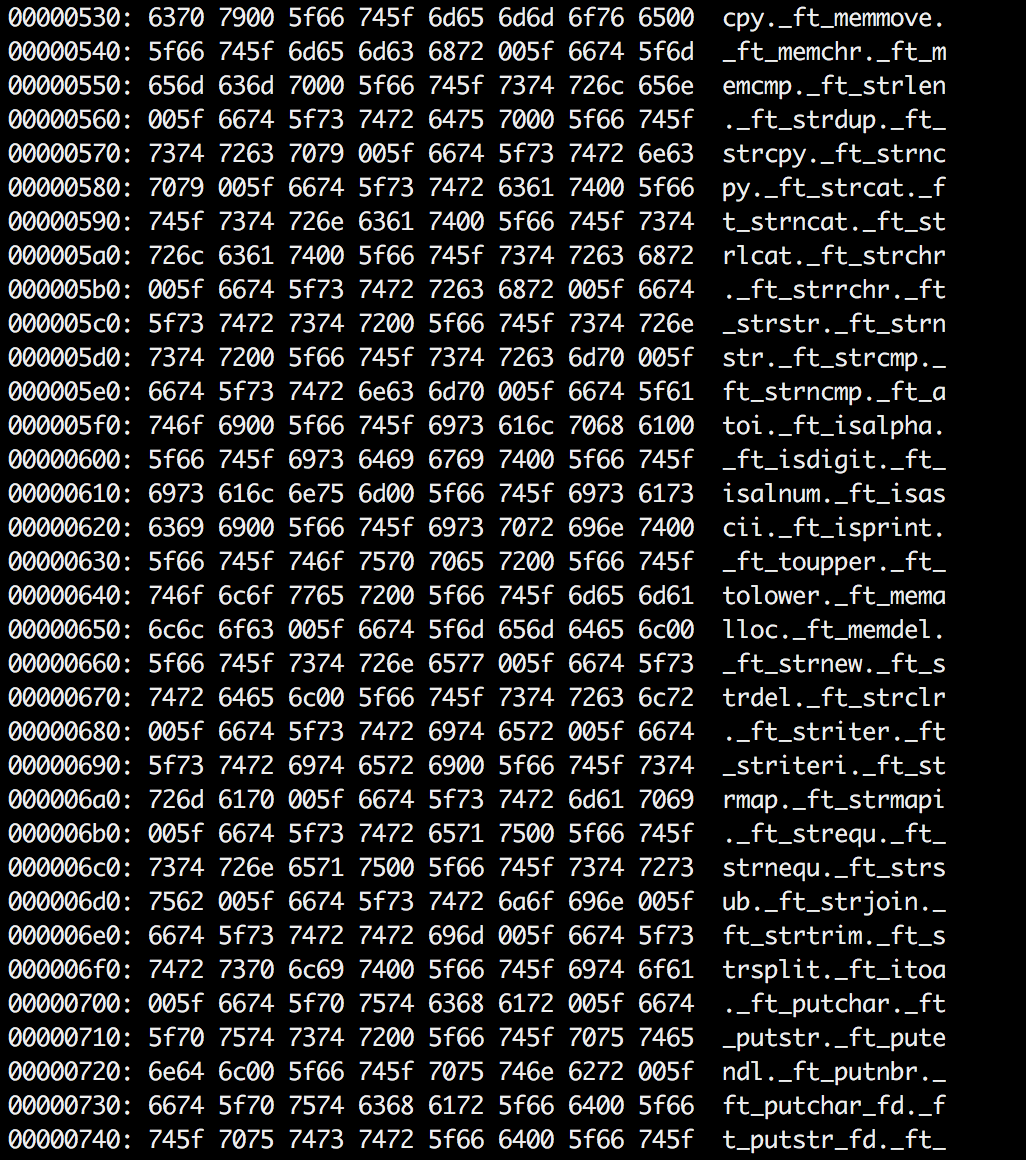 00000530: 6370 7900 5f66 745f 6d65 6d6d 6f76 6500  cpy._ft_memmove.
00000540: 5f66 745f 6d65 6d63 6872 005f 6674 5f6d  _ft_memchr._ft_m
00000550: 656d 636d 7000 5f66 745f 7374 726c 656e  emcmp._ft_strlen
00000560: 005f 6674 5f73 7472 6475 7000 5f66 745f  ._ft_strdup._ft_
00000570: 7374 7263 7079 005f 6674 5f73 7472 6e63  strcpy._ft_strnc
00000580: 7079 005f 6674 5f73 7472 6361 7400 5f66  py._ft_strcat._f
00000590: 745f 7374 726e 6361 7400 5f66 745f 7374  t_strncat._ft_st
000005a0: 726c 6361 7400 5f66 745f 7374 7263 6872  rlcat._ft_strchr
000005b0: 005f 6674 5f73 7472 7263 6872 005f 6674  ._ft_strrchr._ft
000005c0: 5f73 7472 7374 7200 5f66 745f 7374 726e  _strstr._ft_strn
000005d0: 7374 7200 5f66 745f 7374 7263 6d70 005f  str._ft_strcmp._
000005e0: 6674 5f73 7472 6e63 6d70 005f 6674 5f61  ft_strncmp._ft_a
000005f0: 746f 6900 5f66 745f 6973 616c 7068 6100  toi._ft_isalpha.
00000600: 5f66 745f 6973 6469 6769 7400 5f66 745f  _ft_isdigit._ft_
00000610: 6973 616c 6e75 6d00 5f66 745f 6973 6173  isalnum._ft_isas
00000620: 6369 6900 5f66 745f 6973 7072 696e 7400  cii._ft_isprint.
00000630: 5f66 745f 746f 7570 7065 7200 5f66 745f  _ft_toupper._ft_
00000640: 746f 6c6f 7765 7200 5f66 745f 6d65 6d61  tolower._ft_mema
00000650: 6c6c 6f63 005f 6674 5f6d 656d 6465 6c00  lloc._ft_memdel.
00000660: 5f66 745f 7374 726e 6577 005f 6674 5f73  _ft_strnew._ft_s
00000670: 7472 6465 6c00 5f66 745f 7374 7263 6c72  trdel._ft_strclr
00000680: 005f 6674 5f73 7472 6974 6572 005f 6674  ._ft_striter._ft
00000690: 5f73 7472 6974 6572 6900 5f66 745f 7374  _striteri._ft_st
000006a0: 726d 6170 005f 6674 5f73 7472 6d61 7069  rmap._ft_strmapi
000006b0: 005f 6674 5f73 7472 6571 7500 5f66 745f  ._ft_strequ._ft_
000006c0: 7374 726e 6571 7500 5f66 745f 7374 7273  strnequ._ft_strs
000006d0: 7562 005f 6674 5f73 7472 6a6f 696e 005f  ub._ft_strjoin._
000006e0: 6674 5f73 7472 7472 696d 005f 6674 5f73  ft_strtrim._ft_s
000006f0: 7472 7370 6c69 7400 5f66 745f 6974 6f61  trsplit._ft_itoa
00000700: 005f 6674 5f70 7574 6368 6172 005f 6674  ._ft_putchar._ft
00000710: 5f70 7574 7374 7200 5f66 745f 7075 7465  _putstr._ft_pute
00000720: 6e64 6c00 5f66 745f 7075 746e 6272 005f  ndl._ft_putnbr._
00000730: 6674 5f70 7574 6368 6172 5f66 6400 5f66  ft_putchar_fd._f
00000740: 745f 7075 7473 7472 5f66 6400 5f66 745f  t_putstr_fd._ft_